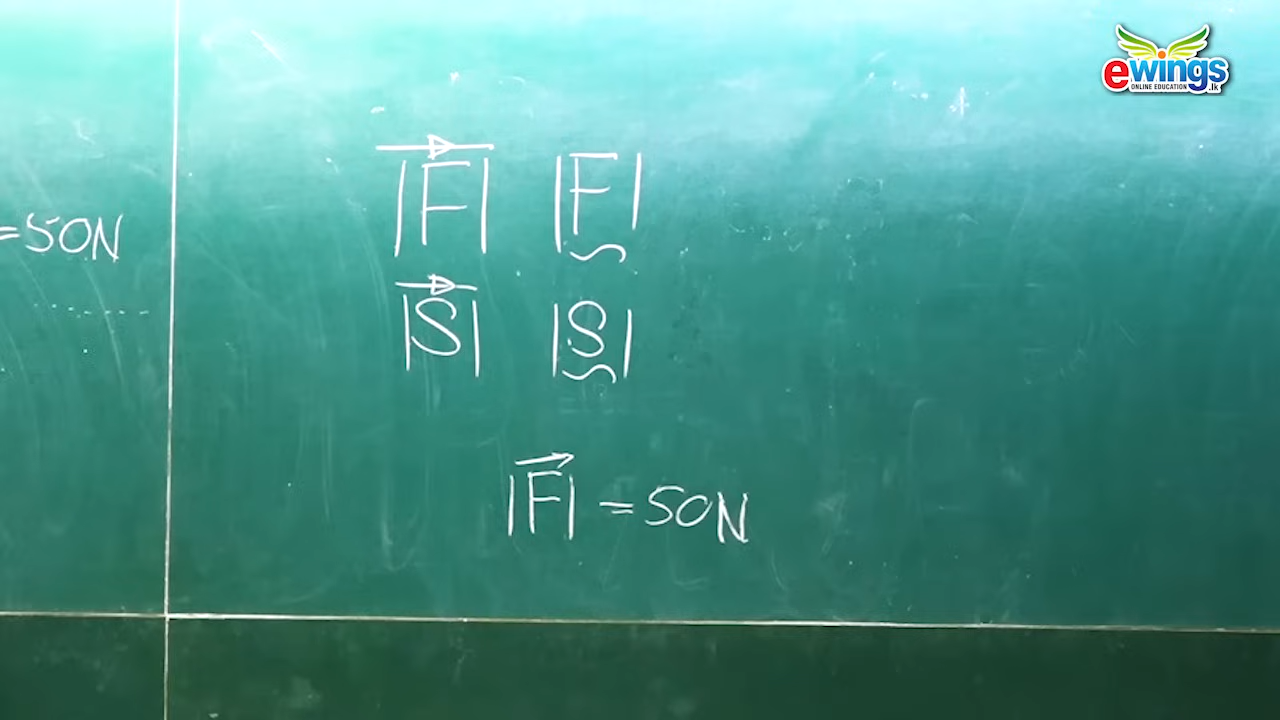 ewings.lk
ONLINE EDUCATION
|F⃗| |F̰|
=50N
|S⃗| |S̰|
|F⃗| = 50N